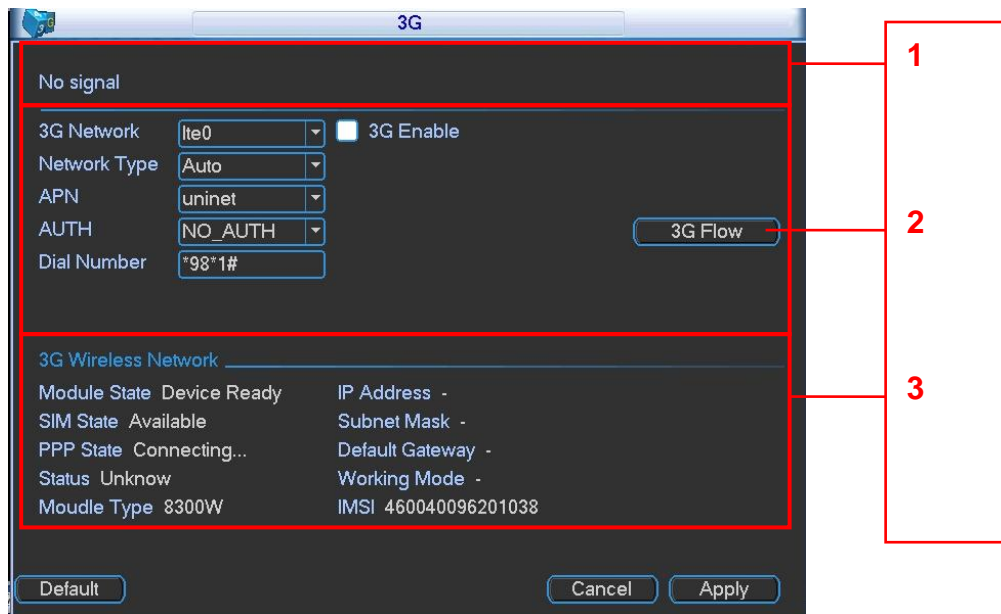 3G
3G
No signal
3G Network lte0 3G Enable
Network Type Auto
APN uninet
AUTH NO_AUTH 3G Flow
Dial Number *98*1#
3G Wireless Network
Module State Device Ready IP Address -
SIM State Available Subnet Mask -
PPP State Connecting... Default Gateway -
Status Unknow Working Mode -
Moudle Type 8300W IMSI 460040096201038
Default Cancel Apply
1
2
3